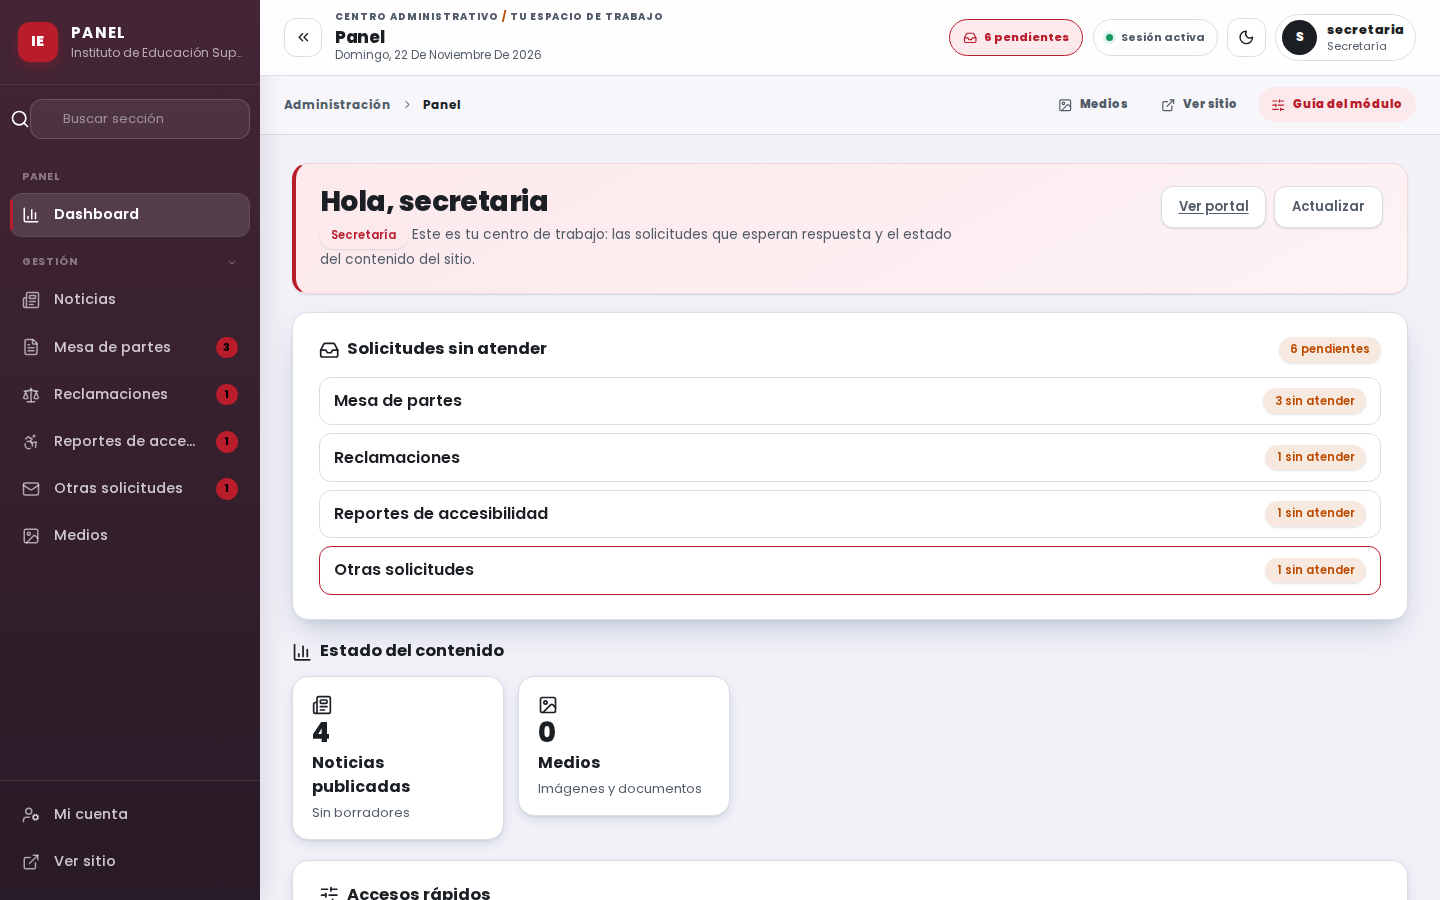 IE
PANEL
Instituto de Educación Sup...
Buscar sección
PANEL
Dashboard
GESTIÓN
Noticias
Mesa de partes 3
Reclamaciones 1
Reportes de acce... 1
Otras solicitudes 1
Medios
Mi cuenta
Ver sitio
CENTRO ADMINISTRATIVO / TU ESPACIO DE TRABAJO
Panel
Domingo, 22 De Noviembre De 2026
6 pendientes
Sesión activa
S
secretaria
Secretaría
Administración > Panel
Medios
Ver sitio
Guía del módulo
Hola, secretaria
Secretaría Este es tu centro de trabajo: las solicitudes que esperan respuesta y el estado
del contenido del sitio.
Ver portal
Actualizar
Solicitudes sin atender
6 pendientes
Mesa de partes
3 sin atender
Reclamaciones
1 sin atender
Reportes de accesibilidad
1 sin atender
Otras solicitudes
1 sin atender
Estado del contenido
4
Noticias
publicadas
Sin borradores
0
Medios
Imágenes y documentos
Accesos rápidos